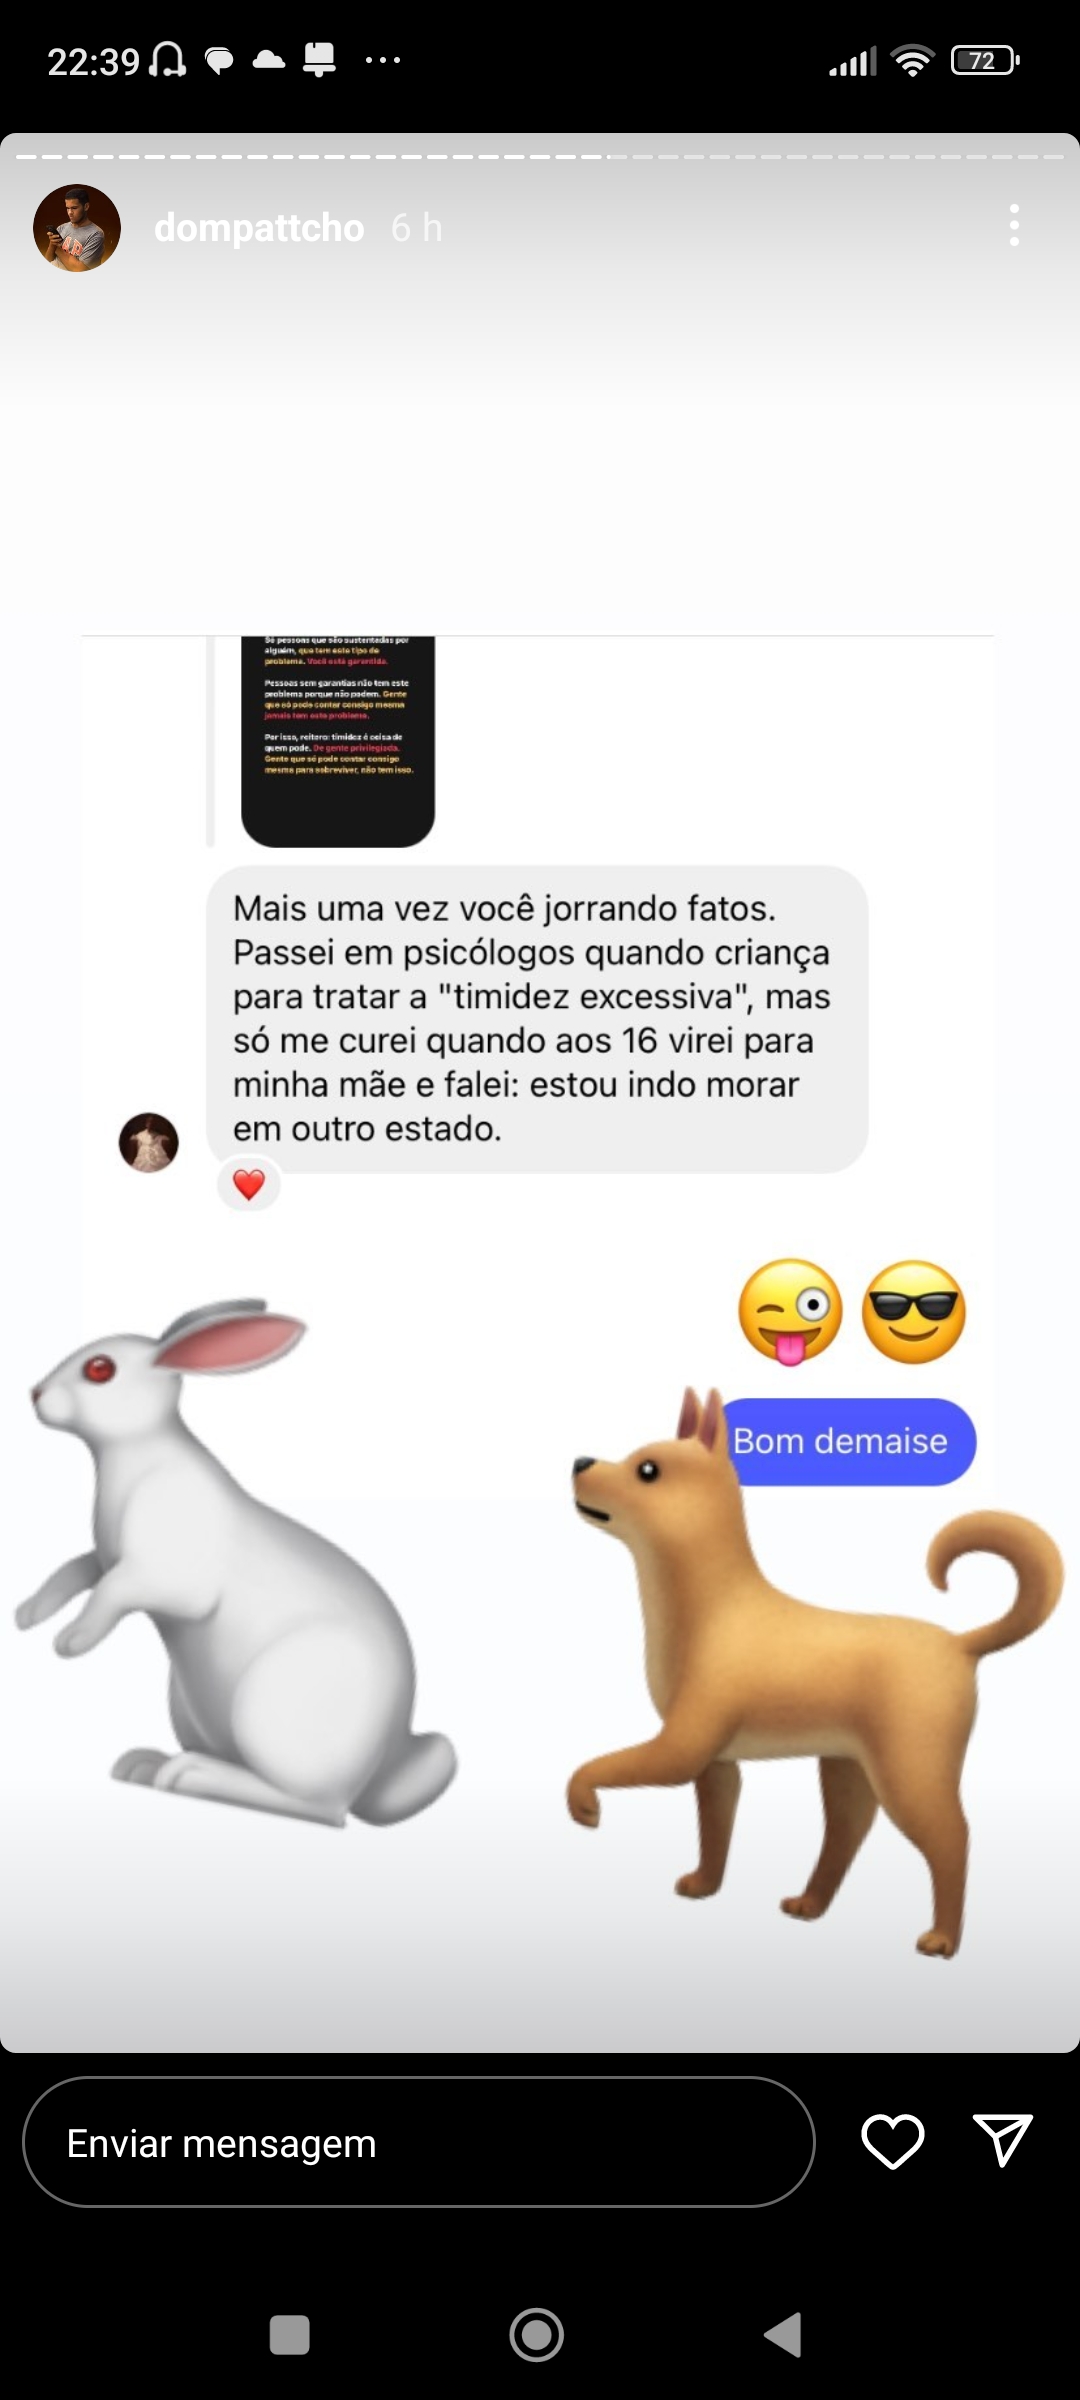 22:39
72
dompattcho 6 h
Só pessoas que são sustentadas por
alguém, que tem este tipo de
problema. Você está garantida.
Pessoas sem garantias não tem este
problema porque não podem. Gente
que só pode contar consigo mesma
jamais tem este problema.
Por isso, reitero: timidez é coisa de
quem pode. De gente privilegiada.
Gente que só pode contar consigo
mesma para sobreviver, não tem isso.
Mais uma vez você jorrando fatos.
Passei em psicólogos quando criança
para tratar a "timidez excessiva", mas
só me curei quando aos 16 virei para
minha mãe e falei: estou indo morar
em outro estado.
Bom demaise
Enviar mensagem